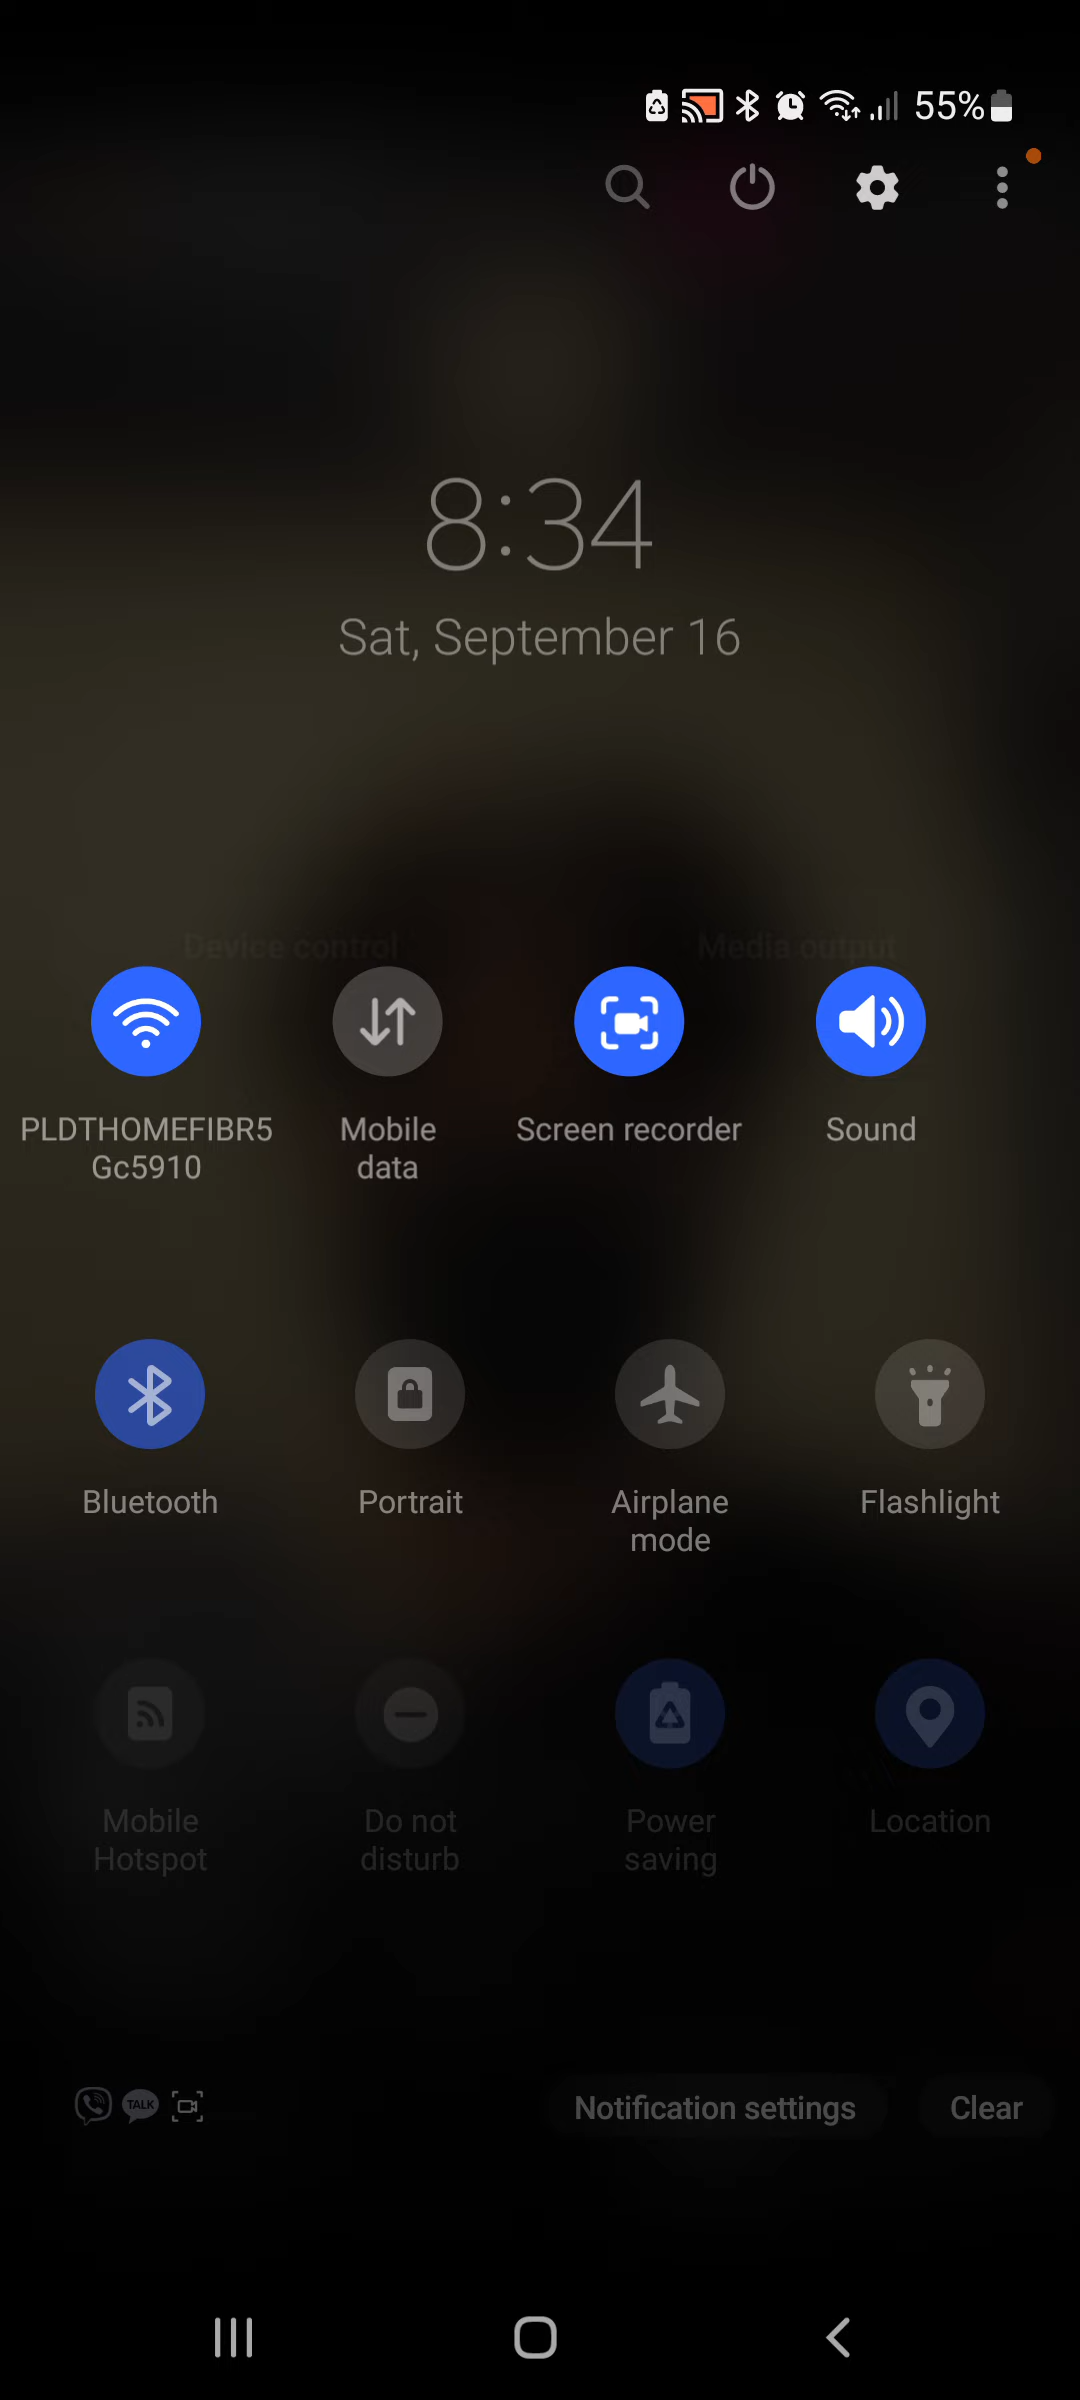 55%
8:34
Sat, September 16
Device control
Media output
PLDTHOMEFIBR5
Gc5910
Mobile
data
Screen recorder
Sound
Bluetooth
Portrait
Airplane
mode
Flashlight
Mobile
Hotspot
Do not
disturb
Power
saving
Location
TALK
Notification settings
Clear